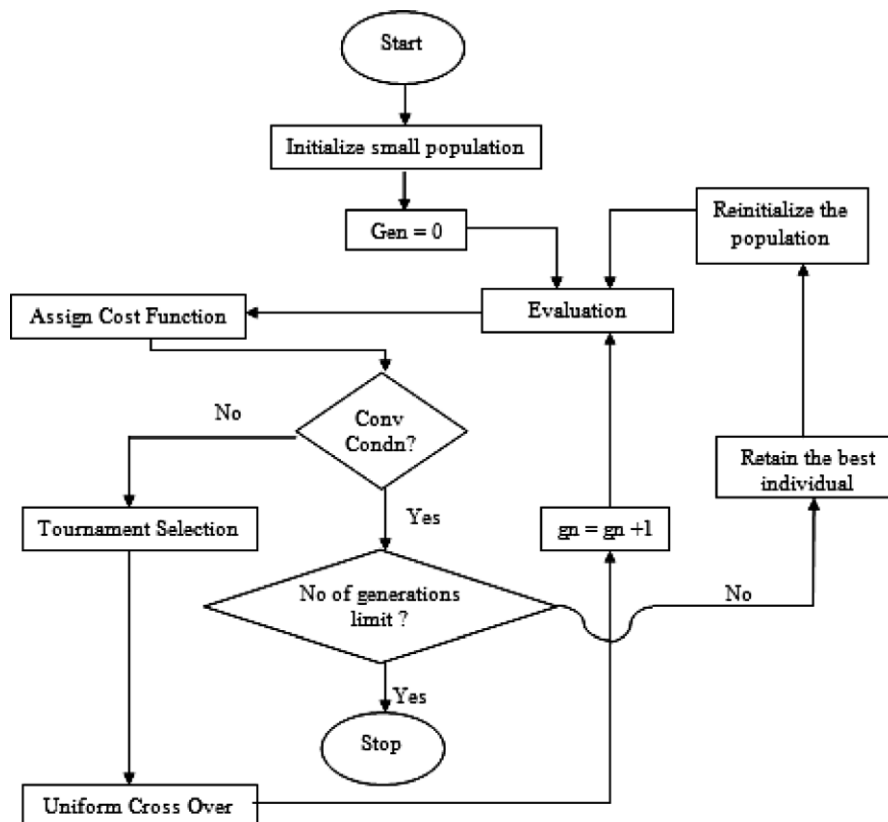 Start
Initialize small population
Gen = 0
Reinitialize the
population
Evaluation
Assign Cost Function
No
Conv
Condn?
Retain the best
individual
Tournament Selection
Yes
gn = gn +1
No of generations
limit ?
No
Yes
Stop
Uniform Cross Over